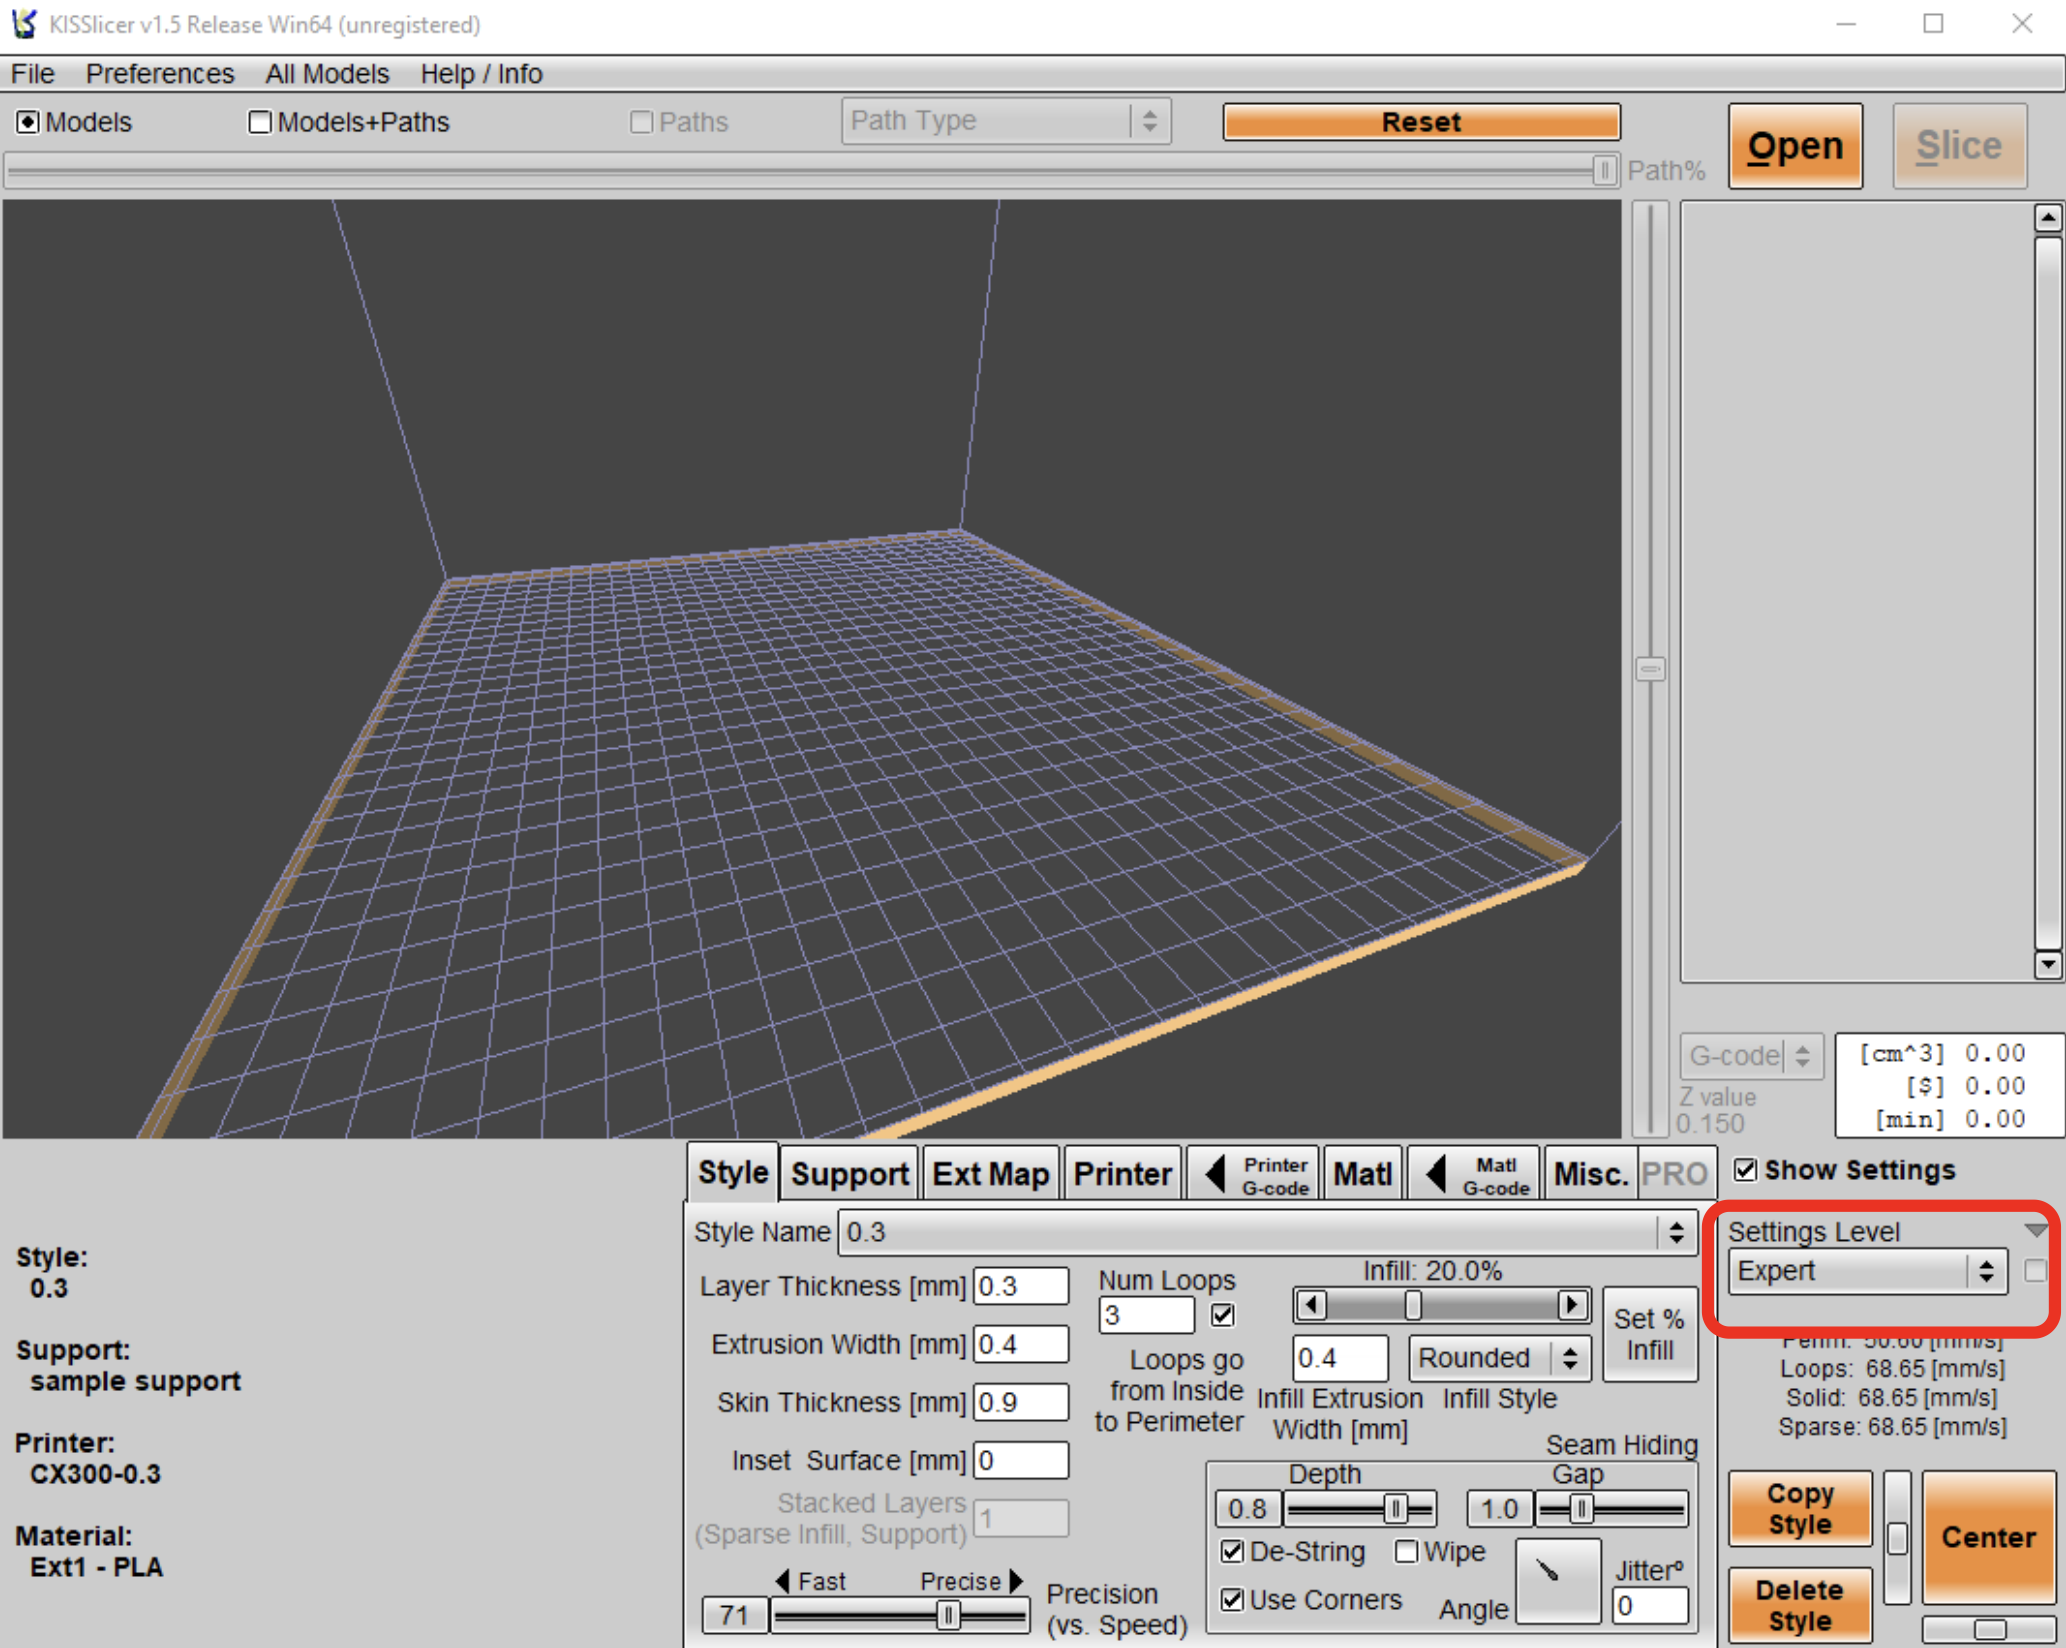 KISSlicer v1.5 Release Win64 (unregistered)
File Preferences All Models Help / Info
Models Models+Paths Paths Path Type Reset
Open Slice
Path%
G-code
[cm^3] 0.00
[$] 0.00
[min] 0.00
Z value
0.150
Style Support Ext Map Printer Printer G-code Matl Matl G-code Misc. PRO
Show Settings
Style:
0.3
Support:
sample support
Printer:
CX300-0.3
Material:
Ext1 - PLA
Style Name 0.3
Layer Thickness [mm] 0.3
Extrusion Width [mm] 0.4
Skin Thickness [mm] 0.9
Inset Surface [mm] 0
Stacked Layers
(Sparse Infill, Support) 1
Fast Precise
71
Precision
(vs. Speed)
Num Loops
3
Loops go
from Inside
to Perimeter
Infill: 20.0%
0.4
Rounded
Set %
Infill
Infill Extrusion
Width [mm]
Infill Style
Seam Hiding
Depth Gap
0.8 1.0
De-String Wipe
Use Corners
Angle
Jitterº
0
Settings Level
Expert
Perim: 50.60 [mm/s]
Loops: 68.65 [mm/s]
Solid: 68.65 [mm/s]
Sparse: 68.65 [mm/s]
Copy
Style
Center
Delete
Style